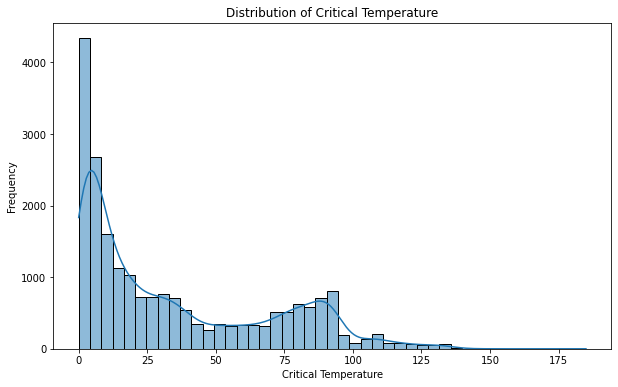 Distribution of Critical Temperature
Frequency
4000
3000
2000
1000
0
0 25 50 75 100 125 150 175
Critical Temperature